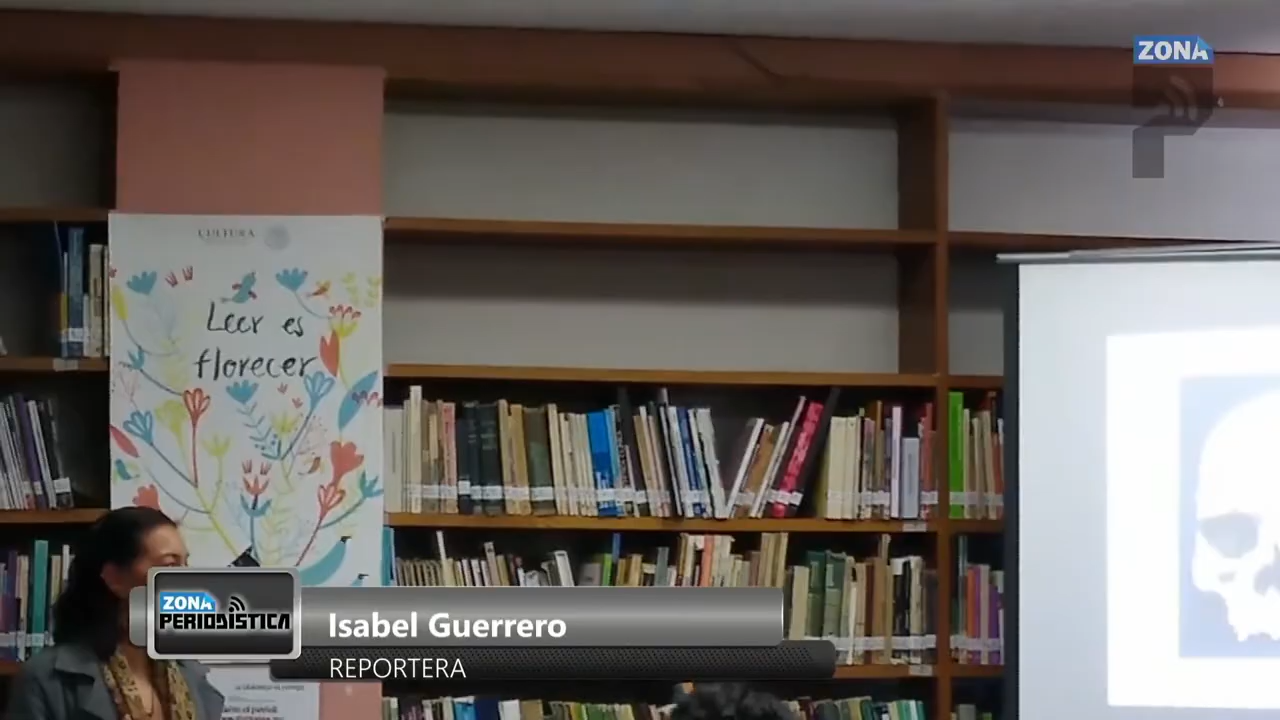 ZONA
P
CULTURA
Leer es
florecer
ZONA
PERIODÍSTICA
Isabel Guerrero
REPORTERA